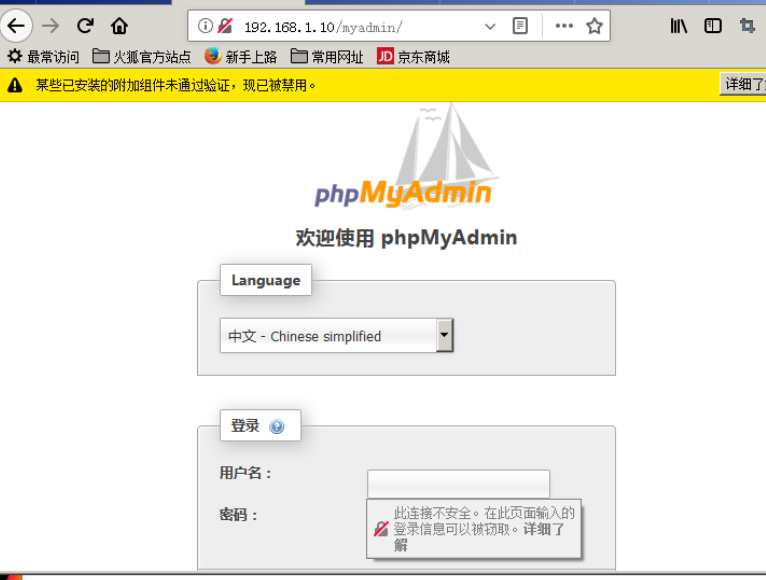 192.168.1.10/myadmin/
最常访问 火狐官方站点 新手上路 常用网址 JD 京东商城
某些已安装的附加组件未通过验证，现已被禁用。 详细了
phpMyAdmin
欢迎使用 phpMyAdmin
Language
中文 - Chinese simplified
登录
用户名：
密码：
此连接不安全。在此页面输入的
登录信息可以被窃取。详细了
解